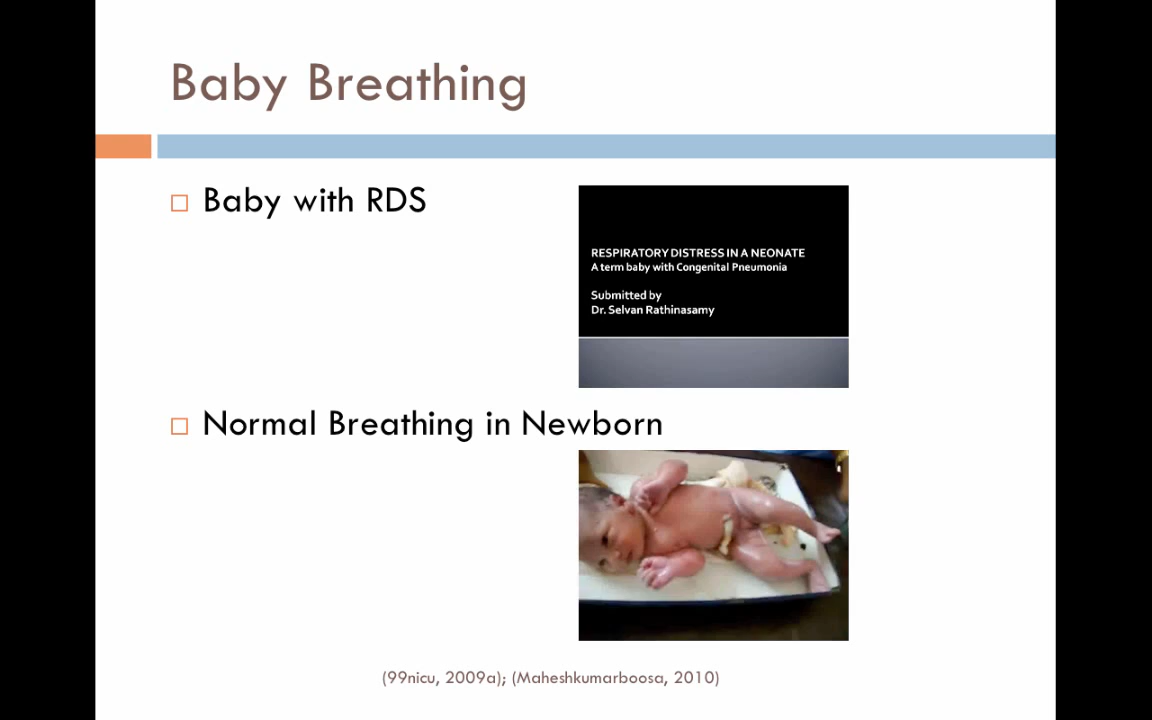 Baby Breathing
Baby with RDS
RESPIRATORY DISTRESS IN A NEONATE
A term baby with Congenital Pneumonia
Submitted by
Dr. Selvan Rathinasamy
Normal Breathing in Newborn
(99nicu, 2009a); (Maheshkumarboosa, 2010)